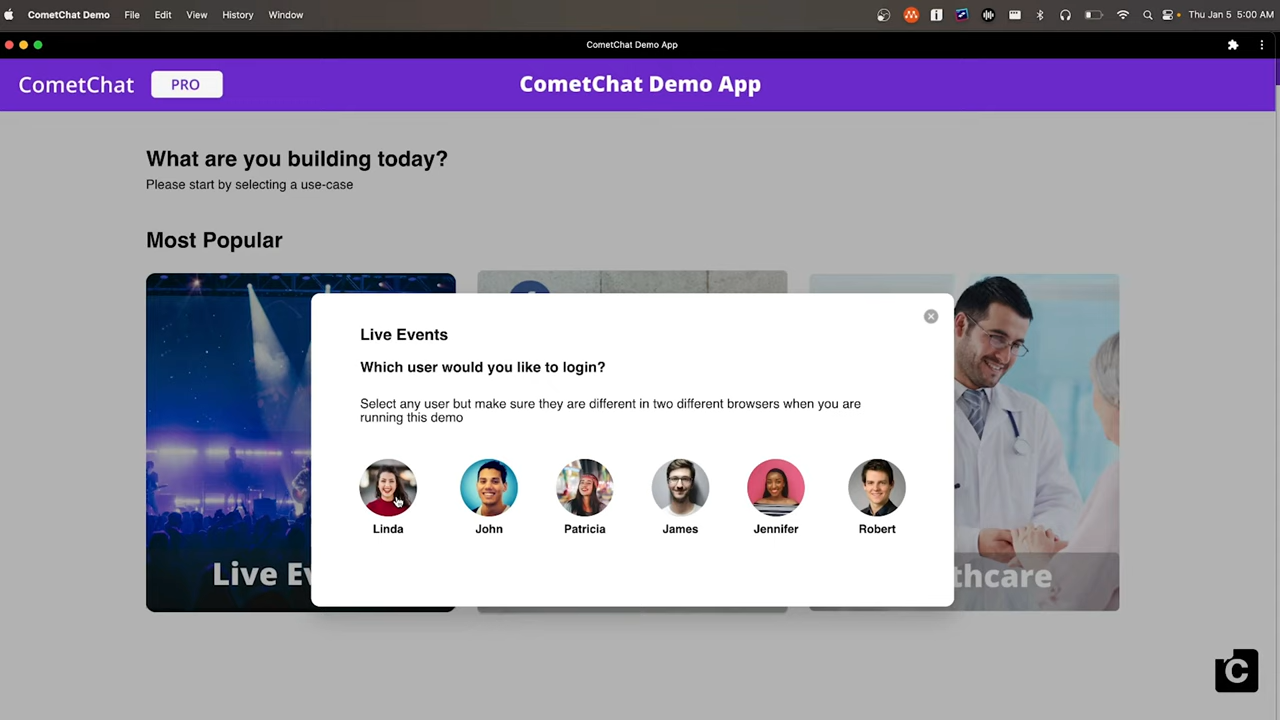 CometChat Demo File Edit View History Window Thu Jan 5 5:00 AM
CometChat Demo App
CometChat PRO CometChat Demo App
What are you building today?
Please start by selecting a use-case
Most Popular
Live Events
Which user would you like to login?
Select any user but make sure they are different in two different browsers when you are
running this demo
Linda John Patricia James Jennifer Robert
Live Ev thcare
C